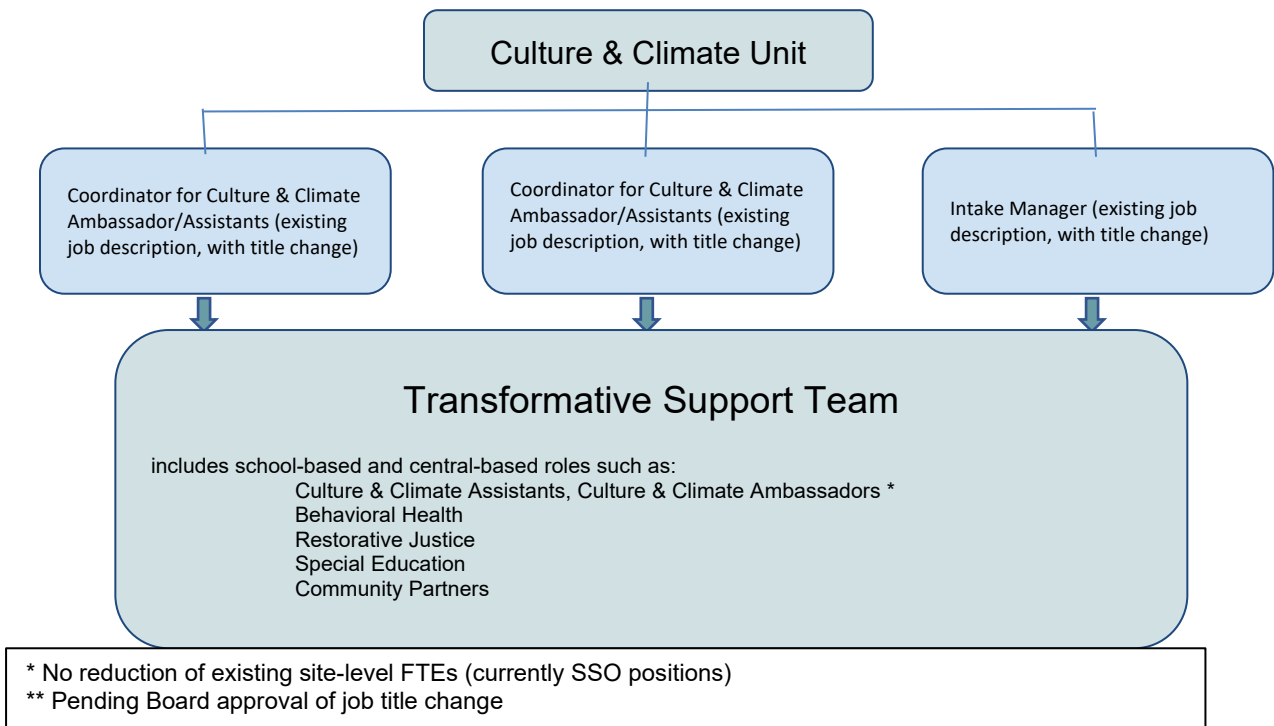 Culture & Climate Unit
Coordinator for Culture & Climate
Ambassador/Assistants (existing
job description, with title change)
Coordinator for Culture & Climate
Ambassador/Assistants (existing
job description, with title change)
Intake Manager (existing job
description, with title change)
Transformative Support Team
includes school-based and central-based roles such as:
Culture & Climate Assistants, Culture & Climate Ambassadors *
Behavioral Health
Restorative Justice
Special Education
Community Partners
* No reduction of existing site-level FTEs (currently SSO positions)
** Pending Board approval of job title change